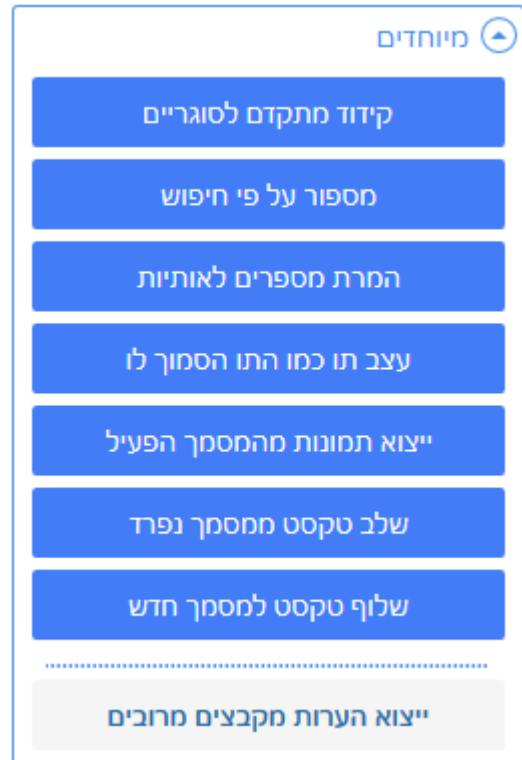 מיוחדים
קידוד מתקדם לסוגריים
מספור על פי חיפוש
המרת מספרים לאותיות
עצב תו כמו התו הסמוך לו
ייצוא תמונות מהמסמך הפעיל
שלב טקסט ממסמך נפרד
שלוף טקסט למסמך חדש
ייצוא הערות מקבצים מרובים